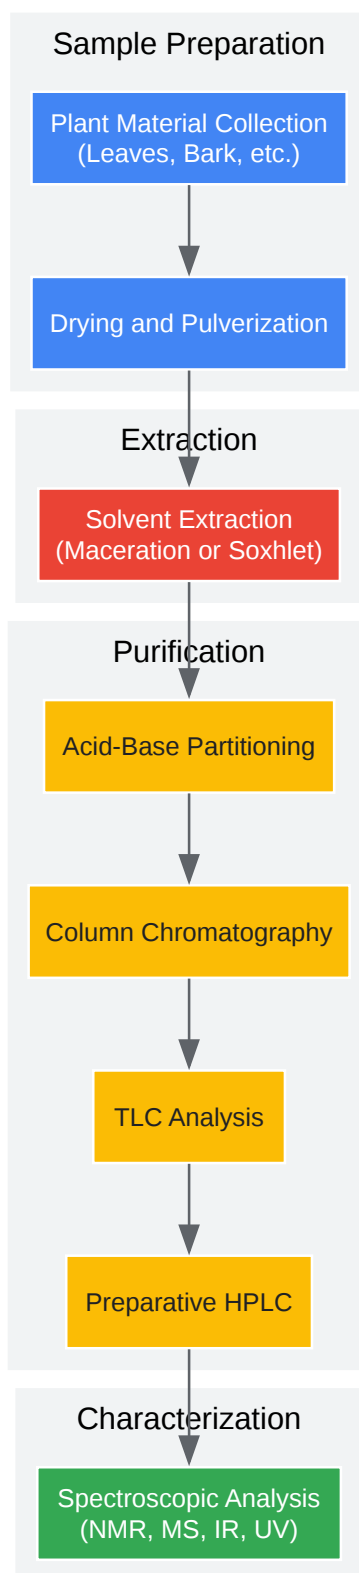 Sample Preparation
Plant Material Collection
(Leaves, Bark, etc.)
Drying and Pulverization
Extraction
Solvent Extraction
(Maceration or Soxhlet)
Purification
Acid-Base Partitioning
Column Chromatography
TLC Analysis
Preparative HPLC
Characterization
Spectroscopic Analysis
(NMR, MS, IR, UV)